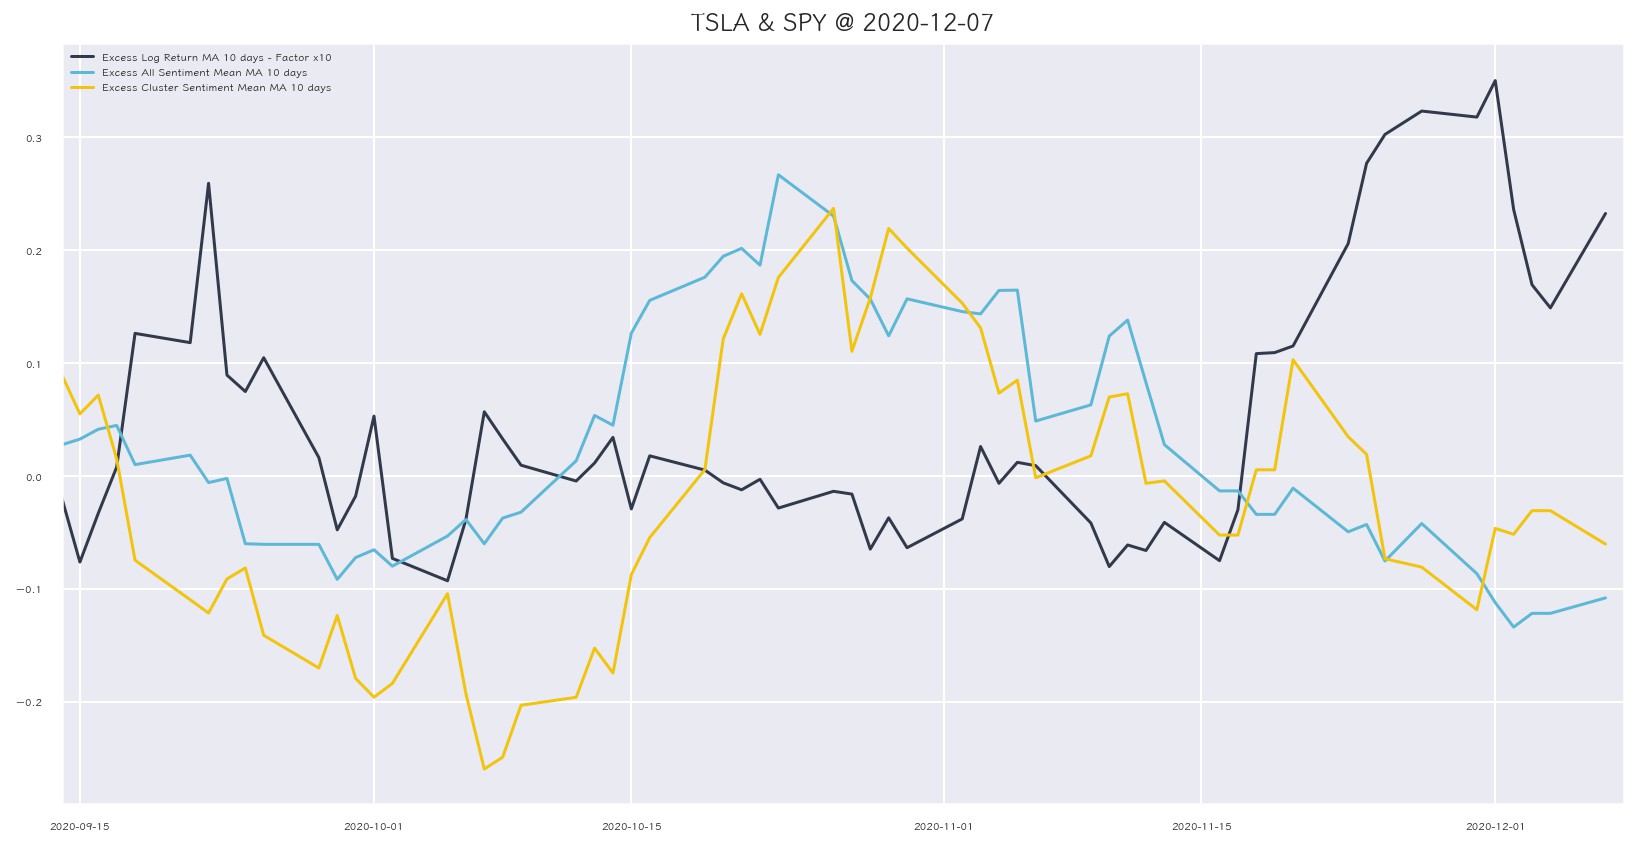 TSLA & SPY @ 2020-12-07
Excess Log Return MA 10 days - Factor x10
Excess All Sentiment Mean MA 10 days
Excess Cluster Sentiment Mean MA 10 days
0.3
0.2
0.1
0.0
−0.1
−0.2
2020-09-15 2020-10-01 2020-10-15 2020-11-01 2020-11-15 2020-12-01